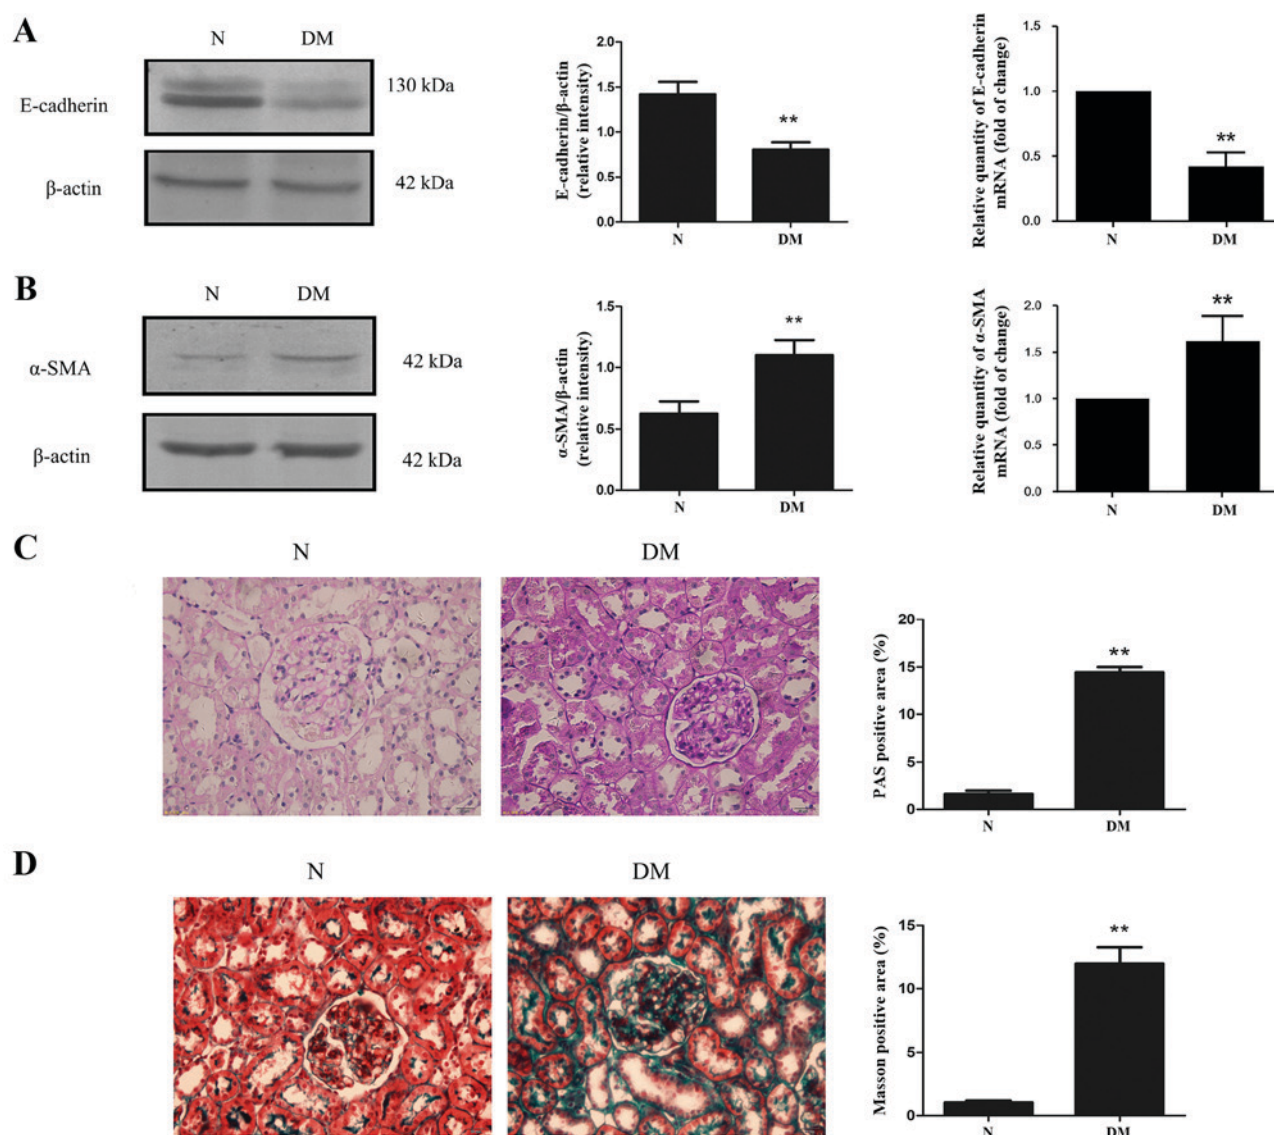 A
N DM
E-cadherin
130 kDa
β-actin
42 kDa
E-cadherin/β-actin
(relative intensity)
2.0
1.5
1.0
0.5
0.0
**
N DM
Relative quantity of E-cadherin
mRNA (fold of change)
1.5
1.0
0.5
0.0
**
N DM
B
N DM
α-SMA
42 kDa
β-actin
42 kDa
α-SMA/β-actin
(relative intensity)
1.5
1.0
0.5
0.0
**
N DM
Relative quantity of α-SMA
mRNA (fold of change)
2.0
1.5
1.0
0.5
0.0
**
N DM
C
N DM
PAS positive area (%)
20
15
10
5
0
**
N DM
D
N DM
Masson positive area (%)
15
10
5
0
**
N DM